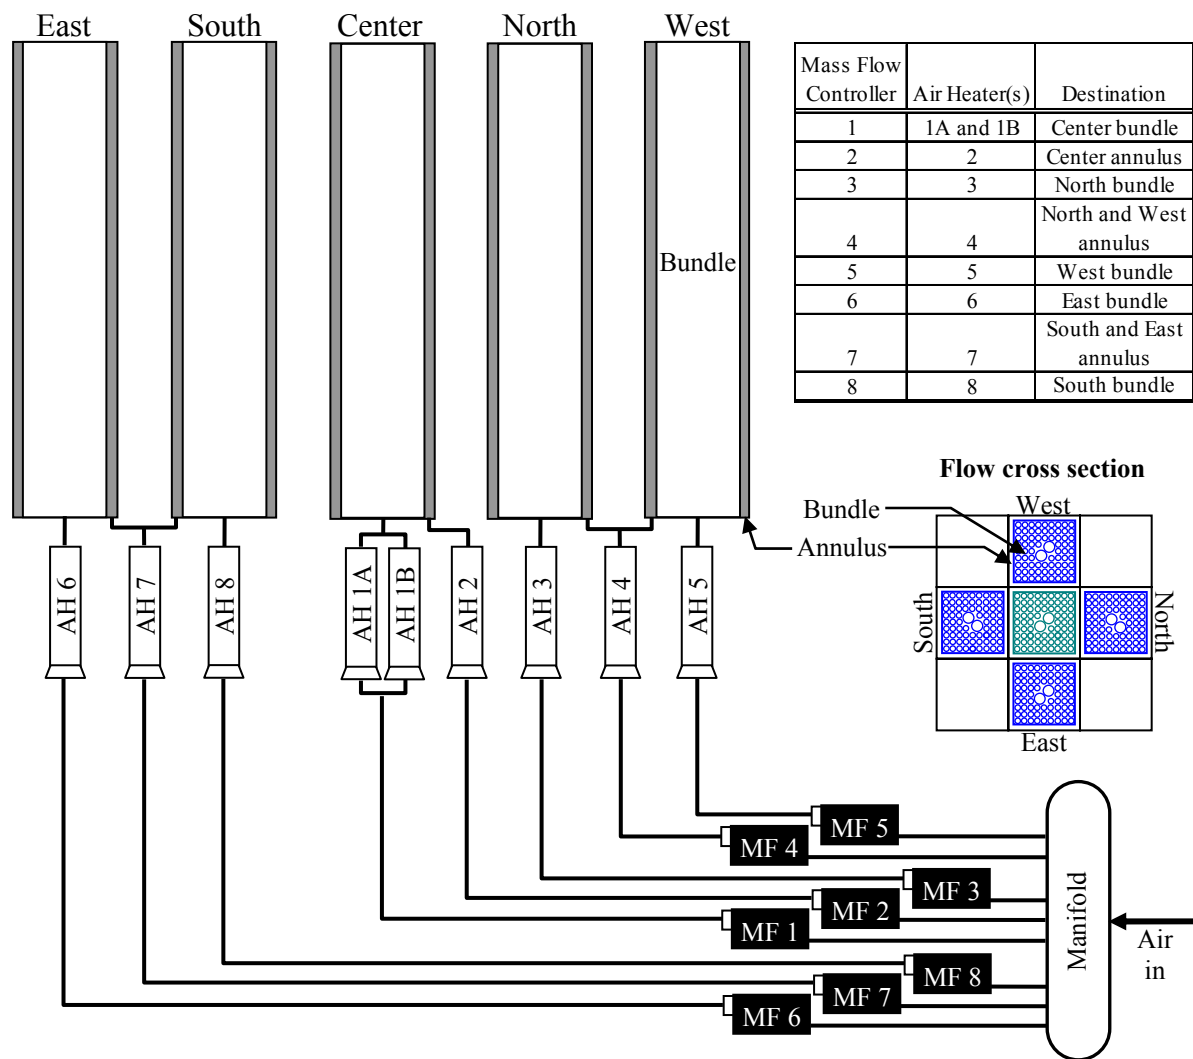 East South Center North West
Mass Flow
Controller Air Heater(s) Destination
1 1A and 1B Center bundle
2 2 Center annulus
3 3 North bundle
North and West
4 4 annulus
5 5 West bundle
6 6 East bundle
South and East
7 7 annulus
8 8 South bundle
Bundle
Flow cross section
West
Bundle
Annulus
South
North
East
AH 6
AH 7
AH 8
AH 1A
AH 1B
AH 2
AH 3
AH 4
AH 5
MF 5
MF 4
MF 3
MF 2
MF 1
MF 8
MF 7
MF 6
Manifold
Air
in